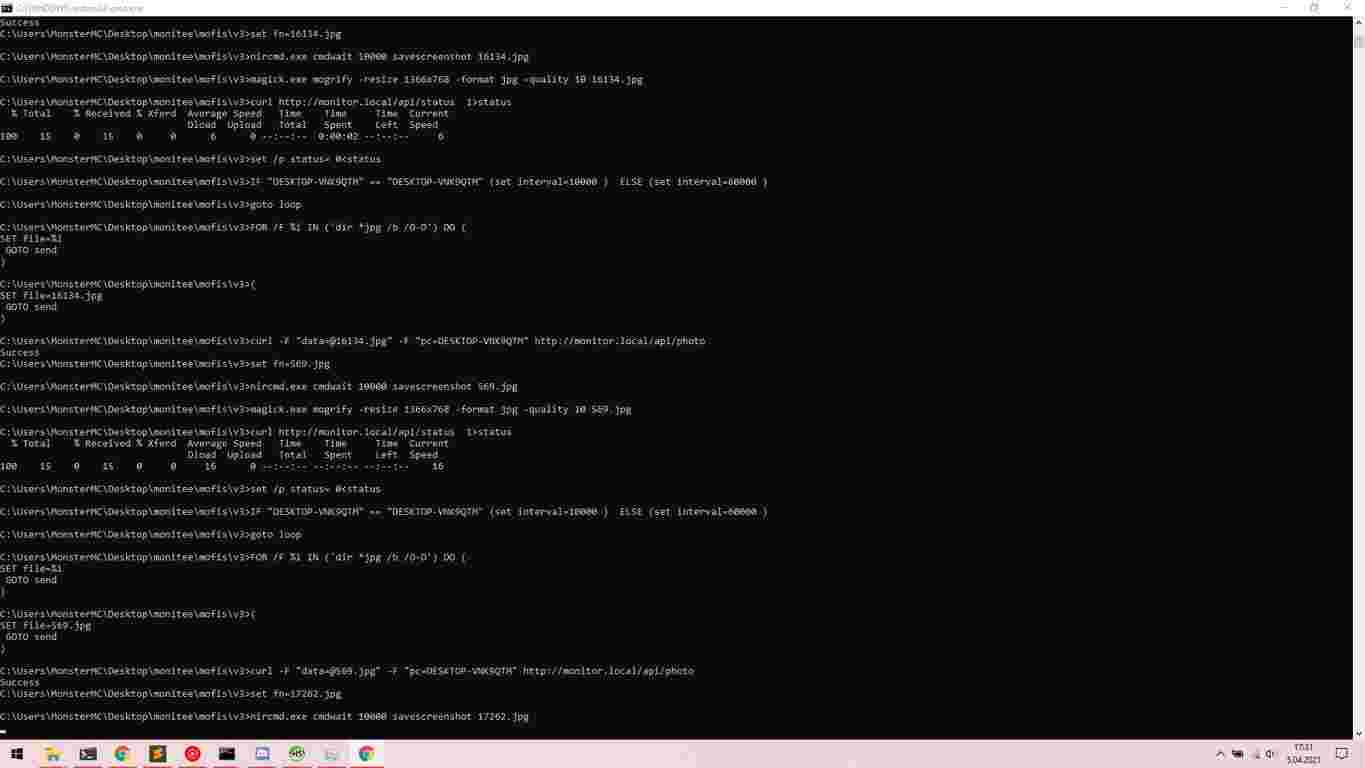 C:\WINDOWS\system32\cmd.exe
Success
C:\Users\MonsterMC\Desktop\monitee\mofis\v3>set fn=16134.jpg
C:\Users\MonsterMC\Desktop\monitee\mofis\v3>nircmd.exe cmdwait 10000 savescreenshot 16134.jpg
C:\Users\MonsterMC\Desktop\monitee\mofis\v3>magick.exe mogrify -resize 1366x768 -format jpg -quality 10 16134.jpg
C:\Users\MonsterMC\Desktop\monitee\mofis\v3>curl http://monitor.local/api/status  1>status
% Total    % Received % Xferd  Average Speed   Time    Time     Time  Current
Dload  Upload   Total   Spent    Left  Speed
100    15    0    15    0     0      6      0 --:--:--  0:00:02 --:--:--     6
C:\Users\MonsterMC\Desktop\monitee\mofis\v3>set /p status= 0<status
C:\Users\MonsterMC\Desktop\monitee\mofis\v3>IF "DESKTOP-VNK9QTM" == "DESKTOP-VNK9QTM" (set interval=10000 )  ELSE (set interval=60000 )
C:\Users\MonsterMC\Desktop\monitee\mofis\v3>goto loop
C:\Users\MonsterMC\Desktop\monitee\mofis\v3>FOR /F %i IN ('dir *jpg /b /O-D') DO (
SET file=%i
GOTO send
)
C:\Users\MonsterMC\Desktop\monitee\mofis\v3>(
SET file=16134.jpg
GOTO send
)
C:\Users\MonsterMC\Desktop\monitee\mofis\v3>curl -F "data=@16134.jpg" -F "pc=DESKTOP-VNK9QTM" http://monitor.local/api/photo
Success
C:\Users\MonsterMC\Desktop\monitee\mofis\v3>set fn=569.jpg
C:\Users\MonsterMC\Desktop\monitee\mofis\v3>nircmd.exe cmdwait 10000 savescreenshot 569.jpg
C:\Users\MonsterMC\Desktop\monitee\mofis\v3>magick.exe mogrify -resize 1366x768 -format jpg -quality 10 569.jpg
C:\Users\MonsterMC\Desktop\monitee\mofis\v3>curl http://monitor.local/api/status  1>status
% Total    % Received % Xferd  Average Speed   Time    Time     Time  Current
Dload  Upload   Total   Spent    Left  Speed
100    15    0    15    0     0     16      0 --:--:-- --:--:-- --:--:--    16
C:\Users\MonsterMC\Desktop\monitee\mofis\v3>set /p status= 0<status
C:\Users\MonsterMC\Desktop\monitee\mofis\v3>IF "DESKTOP-VNK9QTM" == "DESKTOP-VNK9QTM" (set interval=10000 )  ELSE (set interval=60000 )
C:\Users\MonsterMC\Desktop\monitee\mofis\v3>goto loop
C:\Users\MonsterMC\Desktop\monitee\mofis\v3>FOR /F %i IN ('dir *jpg /b /O-D') DO (
SET file=%i
GOTO send
)
C:\Users\MonsterMC\Desktop\monitee\mofis\v3>(
SET file=569.jpg
GOTO send
)
C:\Users\MonsterMC\Desktop\monitee\mofis\v3>curl -F "data=@569.jpg" -F "pc=DESKTOP-VNK9QTM" http://monitor.local/api/photo
Success
C:\Users\MonsterMC\Desktop\monitee\mofis\v3>set fn=17262.jpg
C:\Users\MonsterMC\Desktop\monitee\mofis\v3>nircmd.exe cmdwait 10000 savescreenshot 17262.jpg
5.04.2021